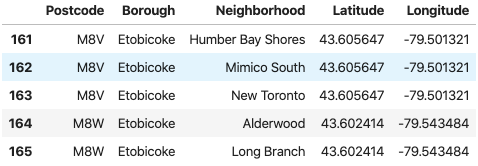 Postcode Borough Neighborhood Latitude Longitude
161 M8V Etobicoke Humber Bay Shores 43.605647 -79.501321
162 M8V Etobicoke Mimico South 43.605647 -79.501321
163 M8V Etobicoke New Toronto 43.605647 -79.501321
164 M8W Etobicoke Alderwood 43.602414 -79.543484
165 M8W Etobicoke Long Branch 43.602414 -79.543484